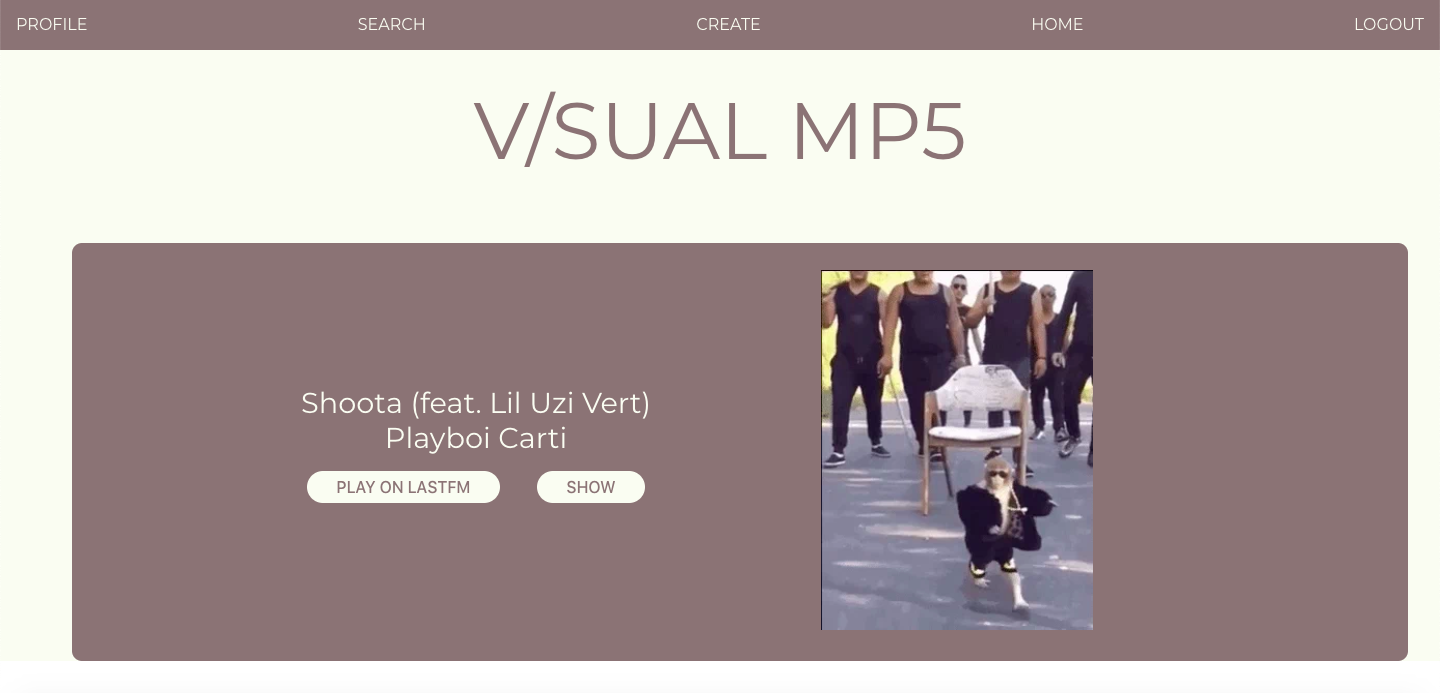 PROFILE SEARCH CREATE HOME LOGOUT
V/SUAL MP5
Shoota (feat. Lil Uzi Vert)
Playboi Carti
PLAY ON LASTFM SHOW